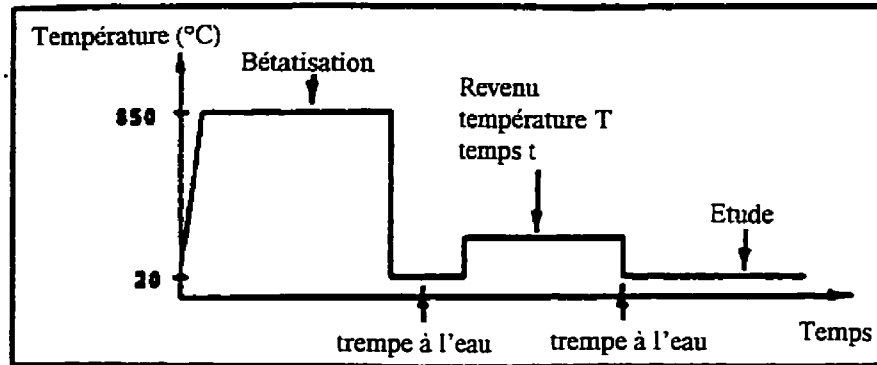 Température (°C)
Bétatisation
Revenu
température T
temps t
850
Etude
20
Temps
trempe à l'eau
trempe à l'eau